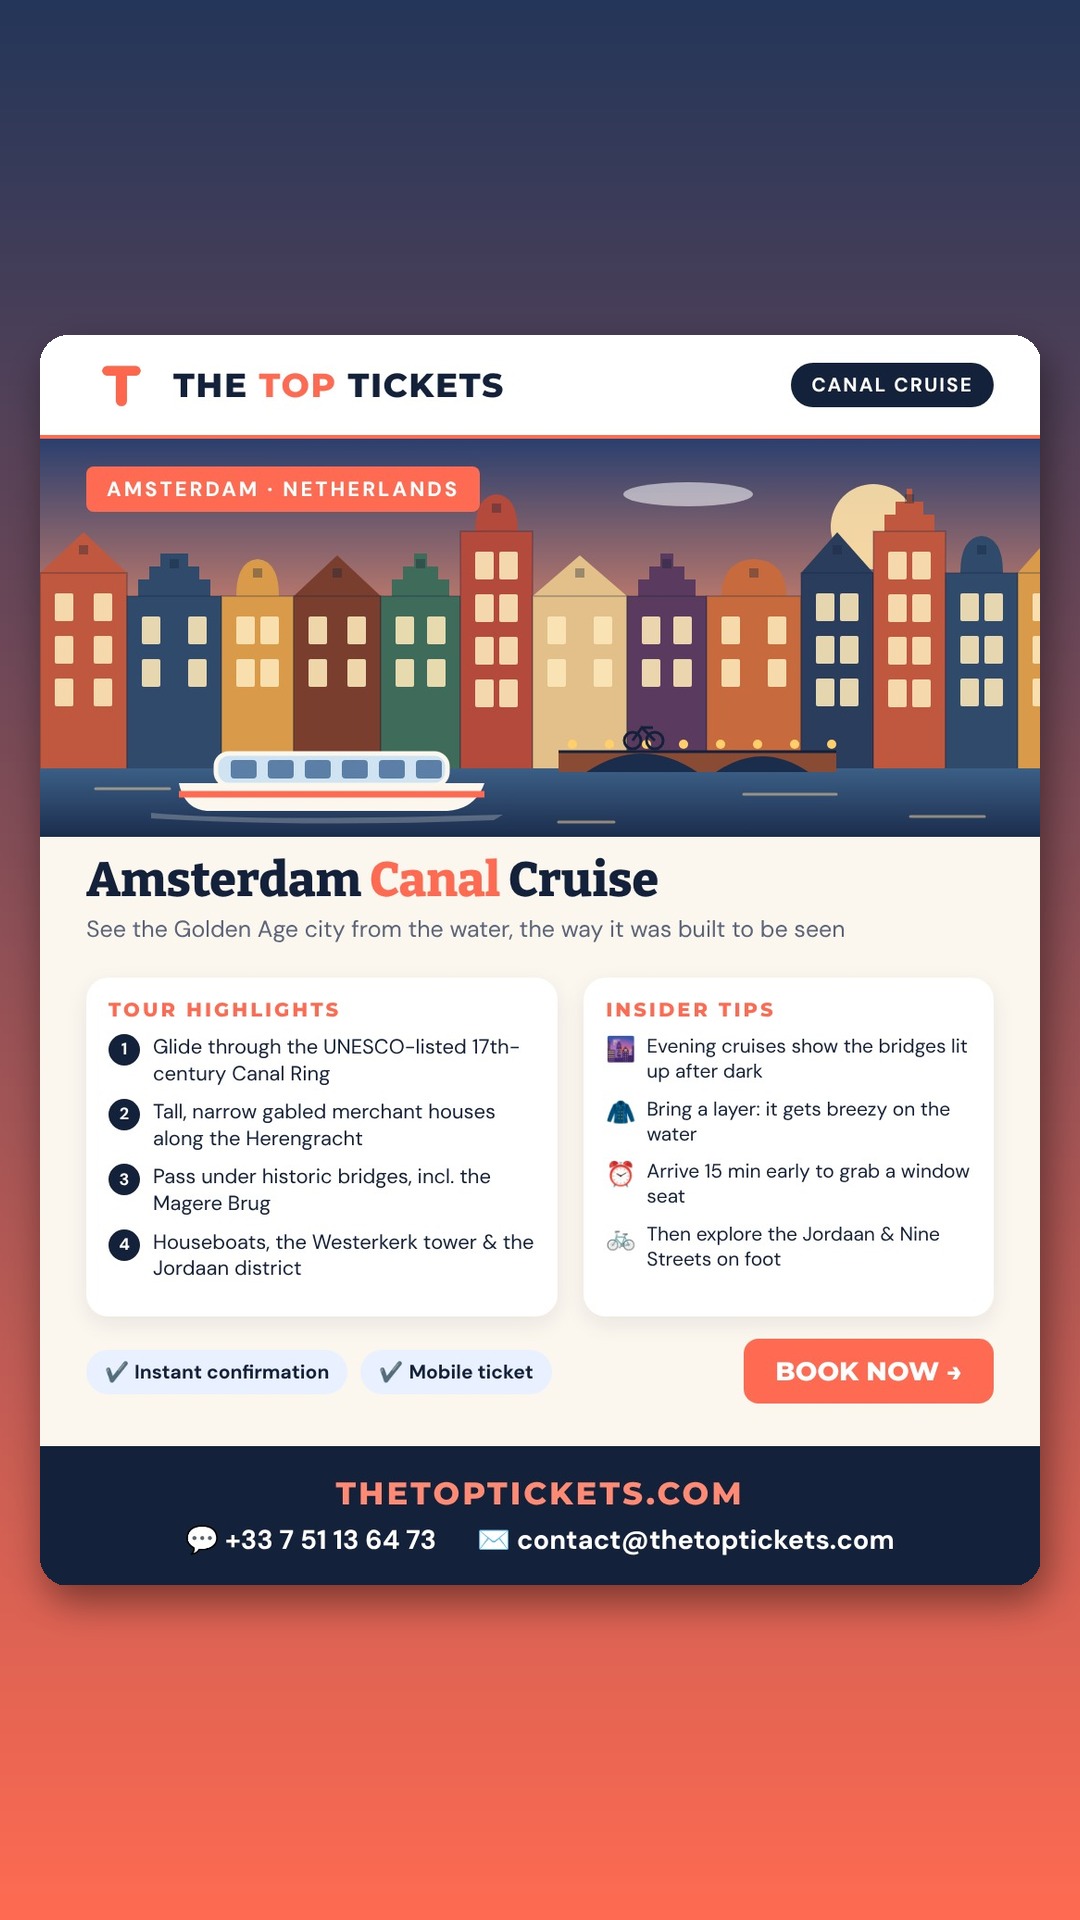 THE TOP TICKETS
CANAL CRUISE
AMSTERDAM · NETHERLANDS
Amsterdam Canal Cruise
See the Golden Age city from the water, the way it was built to be seen
TOUR HIGHLIGHTS
1 Glide through the UNESCO-listed 17th-
century Canal Ring
2 Tall, narrow gabled merchant houses
along the Herengracht
3 Pass under historic bridges, incl. the
Magere Brug
4 Houseboats, the Westerkerk tower & the
Jordaan district
INSIDER TIPS
Evening cruises show the bridges lit
up after dark
Bring a layer: it gets breezy on the
water
Arrive 15 min early to grab a window
seat
Then explore the Jordaan & Nine
Streets on foot
✔ Instant confirmation
✔ Mobile ticket
BOOK NOW →
THETOPTICKETS.COM
+33 7 51 13 64 73
contact@thetoptickets.com